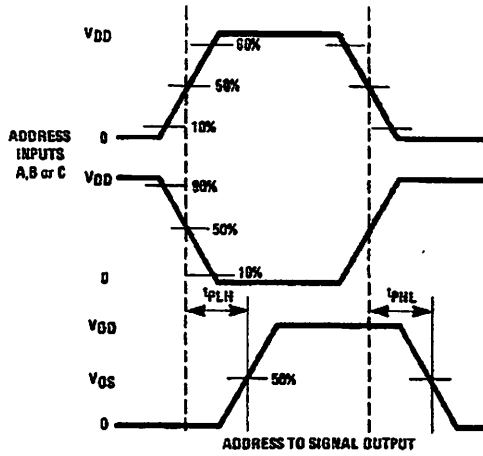 VDD
90%
50%
10%
ADDRESS
INPUTS
A,B or C
0
VDD
90%
50%
10%
0
tPLH
tPHL
VDD
VOS
50%
0
ADDRESS TO SIGNAL OUTPUT